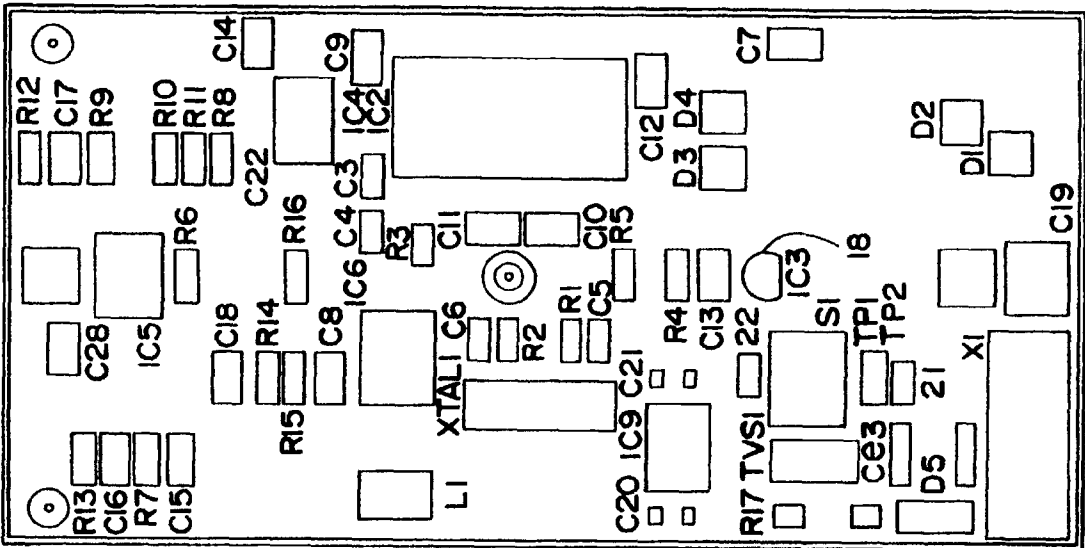 R12
C17
R9
R10
R11
R8
C14
C22
C9
IC4
IC2
C3
C4
IC6
R3
C11
C10
R5
C12
D4
D3
C7
D2
D1
C19
18
IC3
R6
R16
C28
IC5
C18
R14
R15
C8
XTAL1
C6
R2
R1
C5
R4
C13
22
S1
TP1
TP2
21
X1
R13
C16
R7
C15
L1
C20
IC9
C21
R17
TVS1
ce3
D5